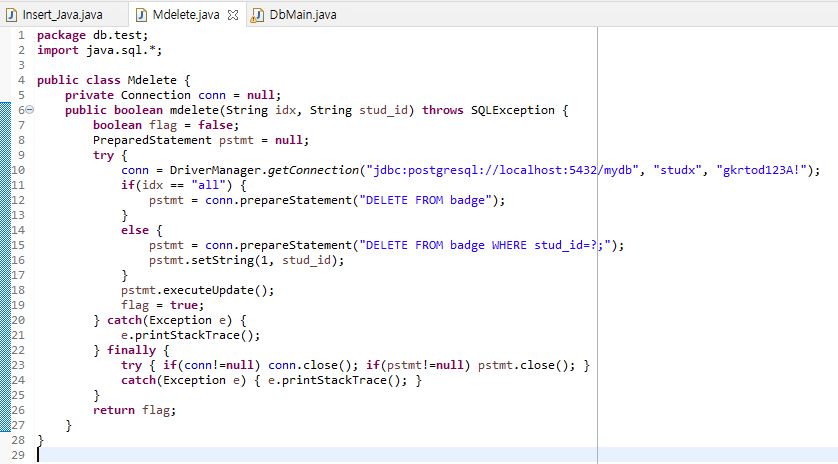 Insert_Java.java Mdelete.java DbMain.java
1 package db.test;
2 import java.sql.*;
3
4 public class Mdelete {
5 private Connection conn = null;
6 public boolean mdelete(String idx, String stud_id) throws SQLException {
7 boolean flag = false;
8 PreparedStatement pstmt = null;
9 try {
10 conn = DriverManager.getConnection("jdbc:postgresql://localhost:5432/mydb", "studx", "gkrtod123A!");
11 if(idx == "all") {
12 pstmt = conn.prepareStatement("DELETE FROM badge");
13 }
14 else {
15 pstmt = conn.prepareStatement("DELETE FROM badge WHERE stud_id=?;");
16 pstmt.setString(1, stud_id);
17 }
18 pstmt.executeUpdate();
19 flag = true;
20 } catch(Exception e) {
21 e.printStackTrace();
22 } finally {
23 try { if(conn!=null) conn.close(); if(pstmt!=null) pstmt.close(); }
24 catch(Exception e) { e.printStackTrace(); }
25 }
26 return flag;
27 }
28 }
29